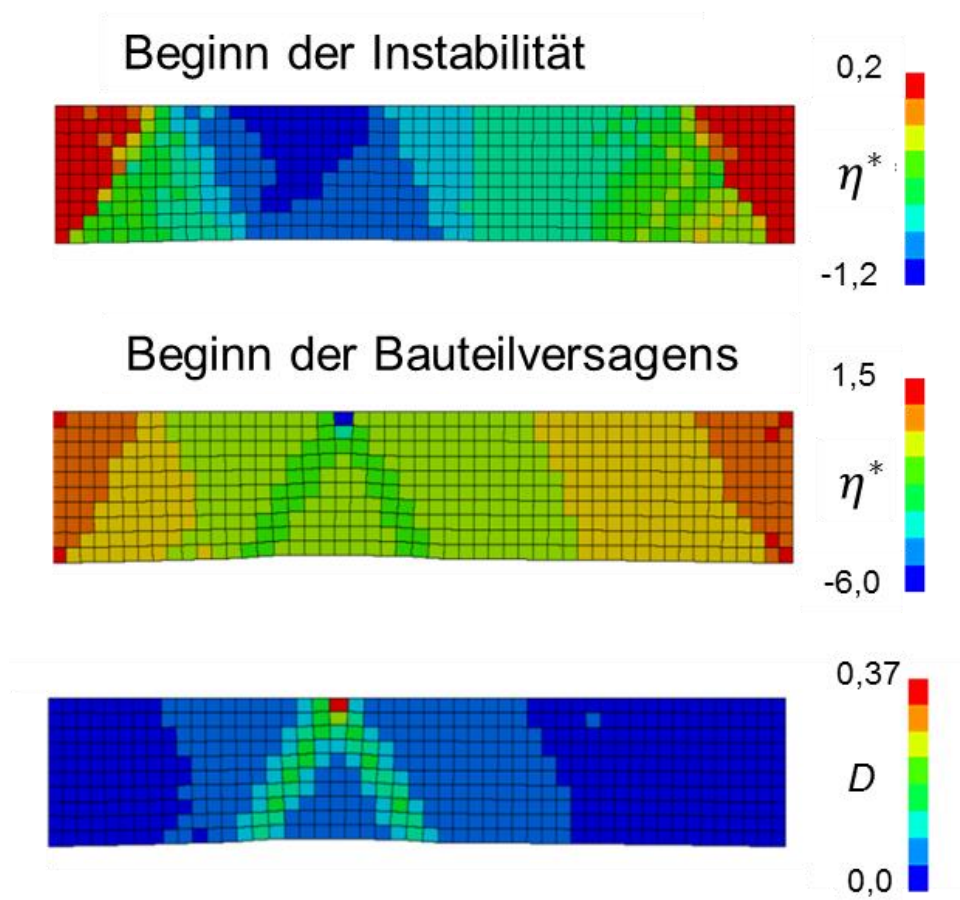 Beginn der Instabilität
0,2
η*
-1,2
Beginn der Bauteilversagens
1,5
η*
-6,0
0,37
D
0,0